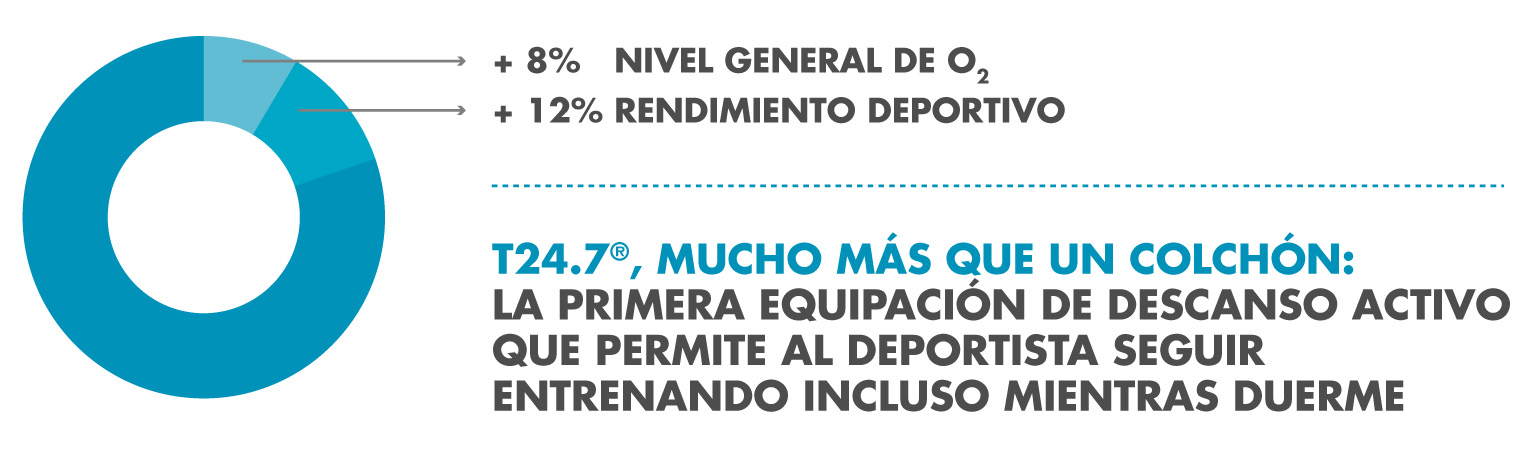 + 8% NIVEL GENERAL DE O₂
+ 12% RENDIMIENTO DEPORTIVO
T24.7®, MUCHO MÁS QUE UN COLCHÓN:
LA PRIMERA EQUIPACIÓN DE DESCANSO ACTIVO
QUE PERMITE AL DEPORTISTA SEGUIR
ENTRENANDO INCLUSO MIENTRAS DUERME